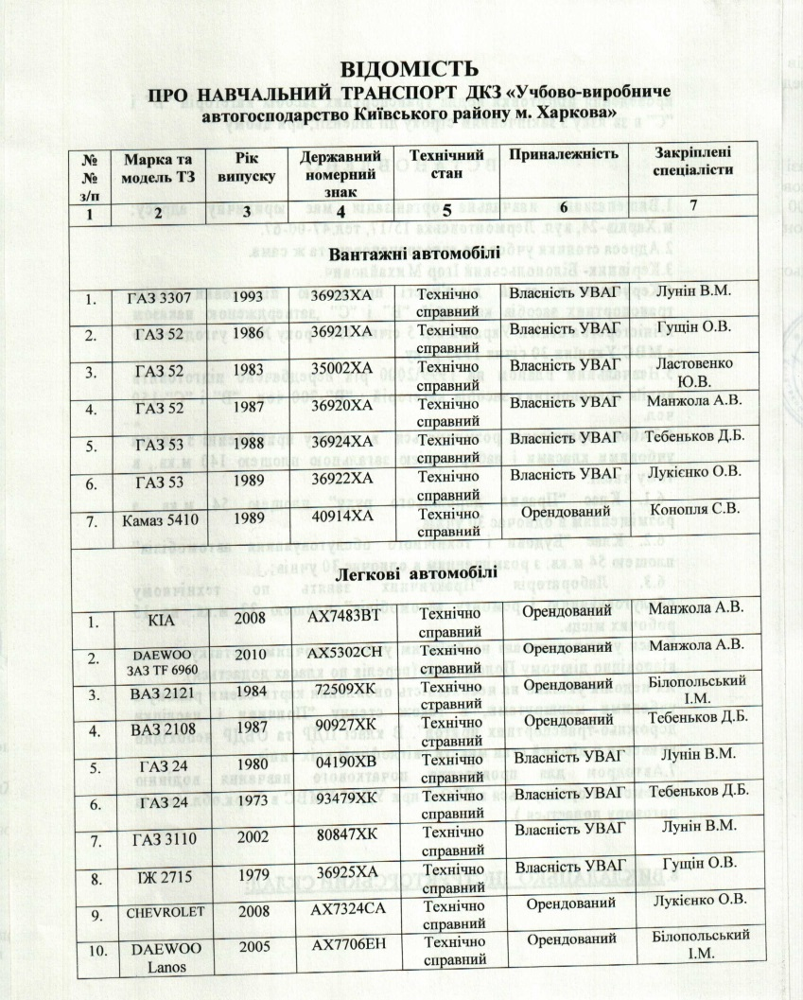 ВІДОМІСТЬ
ПРО НАВЧАЛЬНИЙ ТРАНСПОРТ ДКЗ «Учбово-виробниче
автогосподарство Київського району м. Харкова»
№ № з/п | Марка та модель ТЗ | Рік випуску | Державний номерний знак | Технічний стан | Приналежність | Закріплені спеціалісти
1 | 2 | 3 | 4 | 5 | 6 | 7
Вантажні автомобілі
1. | ГАЗ 3307 | 1993 | 36923ХА | Технічно справний | Власність УВАГ | Лунін В.М.
2. | ГАЗ 52 | 1986 | 36921ХА | Технічно справний | Власність УВАГ | Гущін О.В.
3. | ГАЗ 52 | 1983 | 35002ХА | Технічно справний | Власність УВАГ | Ластовенко Ю.В.
4. | ГАЗ 52 | 1987 | 36920ХА | Технічно справний | Власність УВАГ | Манжола А.В.
5. | ГАЗ 53 | 1988 | 36924ХА | Технічно справний | Власність УВАГ | Тебеньков Д.Б.
6. | ГАЗ 53 | 1989 | 36922ХА | Технічно справний | Власність УВАГ | Лукієнко О.В.
7. | Камаз 5410 | 1989 | 40914ХА | Технічно справний | Орендований | Конопля С.В.
Легкові автомобілі
1. | КІА | 2008 | АХ7483ВТ | Технічно справний | Орендований | Манжола А.В.
2. | DAEWOO ЗАЗ TF 6960 | 2010 | АХ5302СН | Технічно стравний | Орендований | Манжола А.В.
3. | ВАЗ 2121 | 1984 | 72509ХК | Технічно справний | Орендований | Білопольський І.М.
4. | ВАЗ 2108 | 1987 | 90927ХК | Технічно справний | Орендований | Тебеньков Д.Б.
5. | ГАЗ 24 | 1980 | 04190ХВ | Технічно справний | Власність УВАГ | Лунін В.М.
6. | ГАЗ 24 | 1973 | 93479ХК | Технічно справний | Власність УВАГ | Тебеньков Д.Б.
7. | ГАЗ 3110 | 2002 | 80847ХК | Технічно справний | Власність УВАГ | Лунін В.М.
8. | ІЖ 2715 | 1979 | 36925ХА | Технічно справний | Власність УВАГ | Гущін О.В.
9. | CHEVROLET | 2008 | АХ7324СА | Технічно справний | Орендований | Лукієнко О.В.
10. | DAEWOO Lanos | 2005 | АХ7706ЕН | Технічно справний | Орендований | Білопольський І.М.